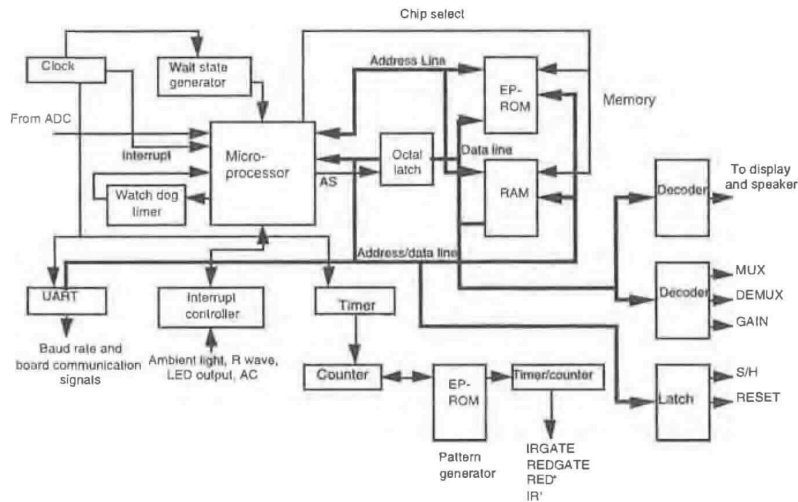 Chip select
Clock
Wait state
generator
Address Line
EP-
ROM
Memory
From ADC
Interrupt
Micro-
processor
AS
Octal
latch
Data line
RAM
Watch dog
timer
Decoder
To display
and speaker
Address/data line
UART
Interrupt
controller
Timer
Decoder
MUX
DEMUX
GAIN
Baud rate and
board communication
signals
Ambient light, R wave,
LED output, AC
Counter
EP-
ROM
Timer/counter
Latch
S/H
RESET
Pattern
generator
IRGATE
REDGATE
RED*
IR'